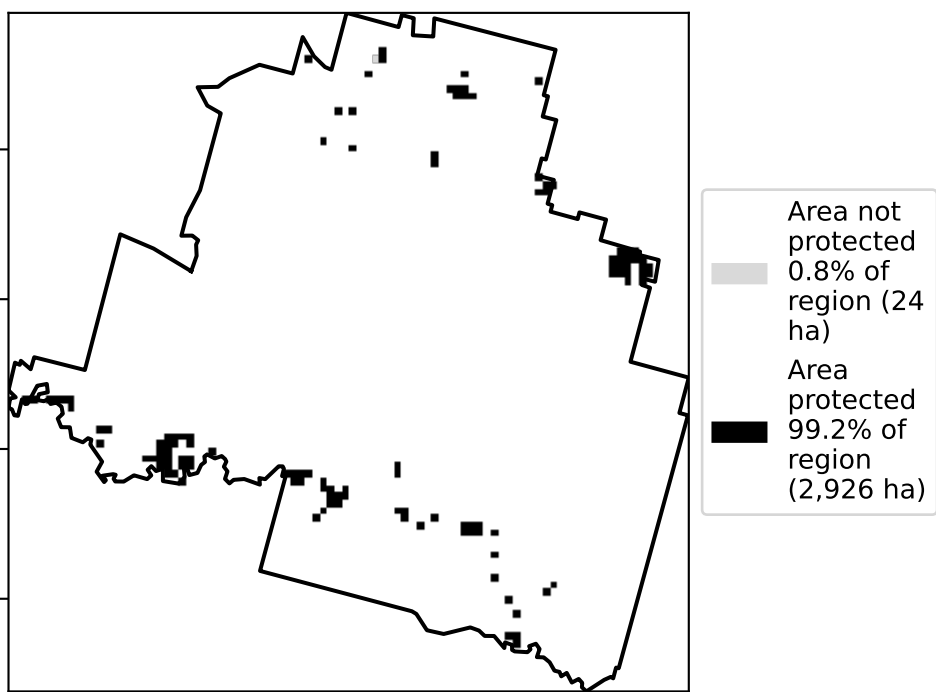 Area not
protected
0.8% of
region (24
ha)
Area
protected
99.2% of
region
(2,926 ha)